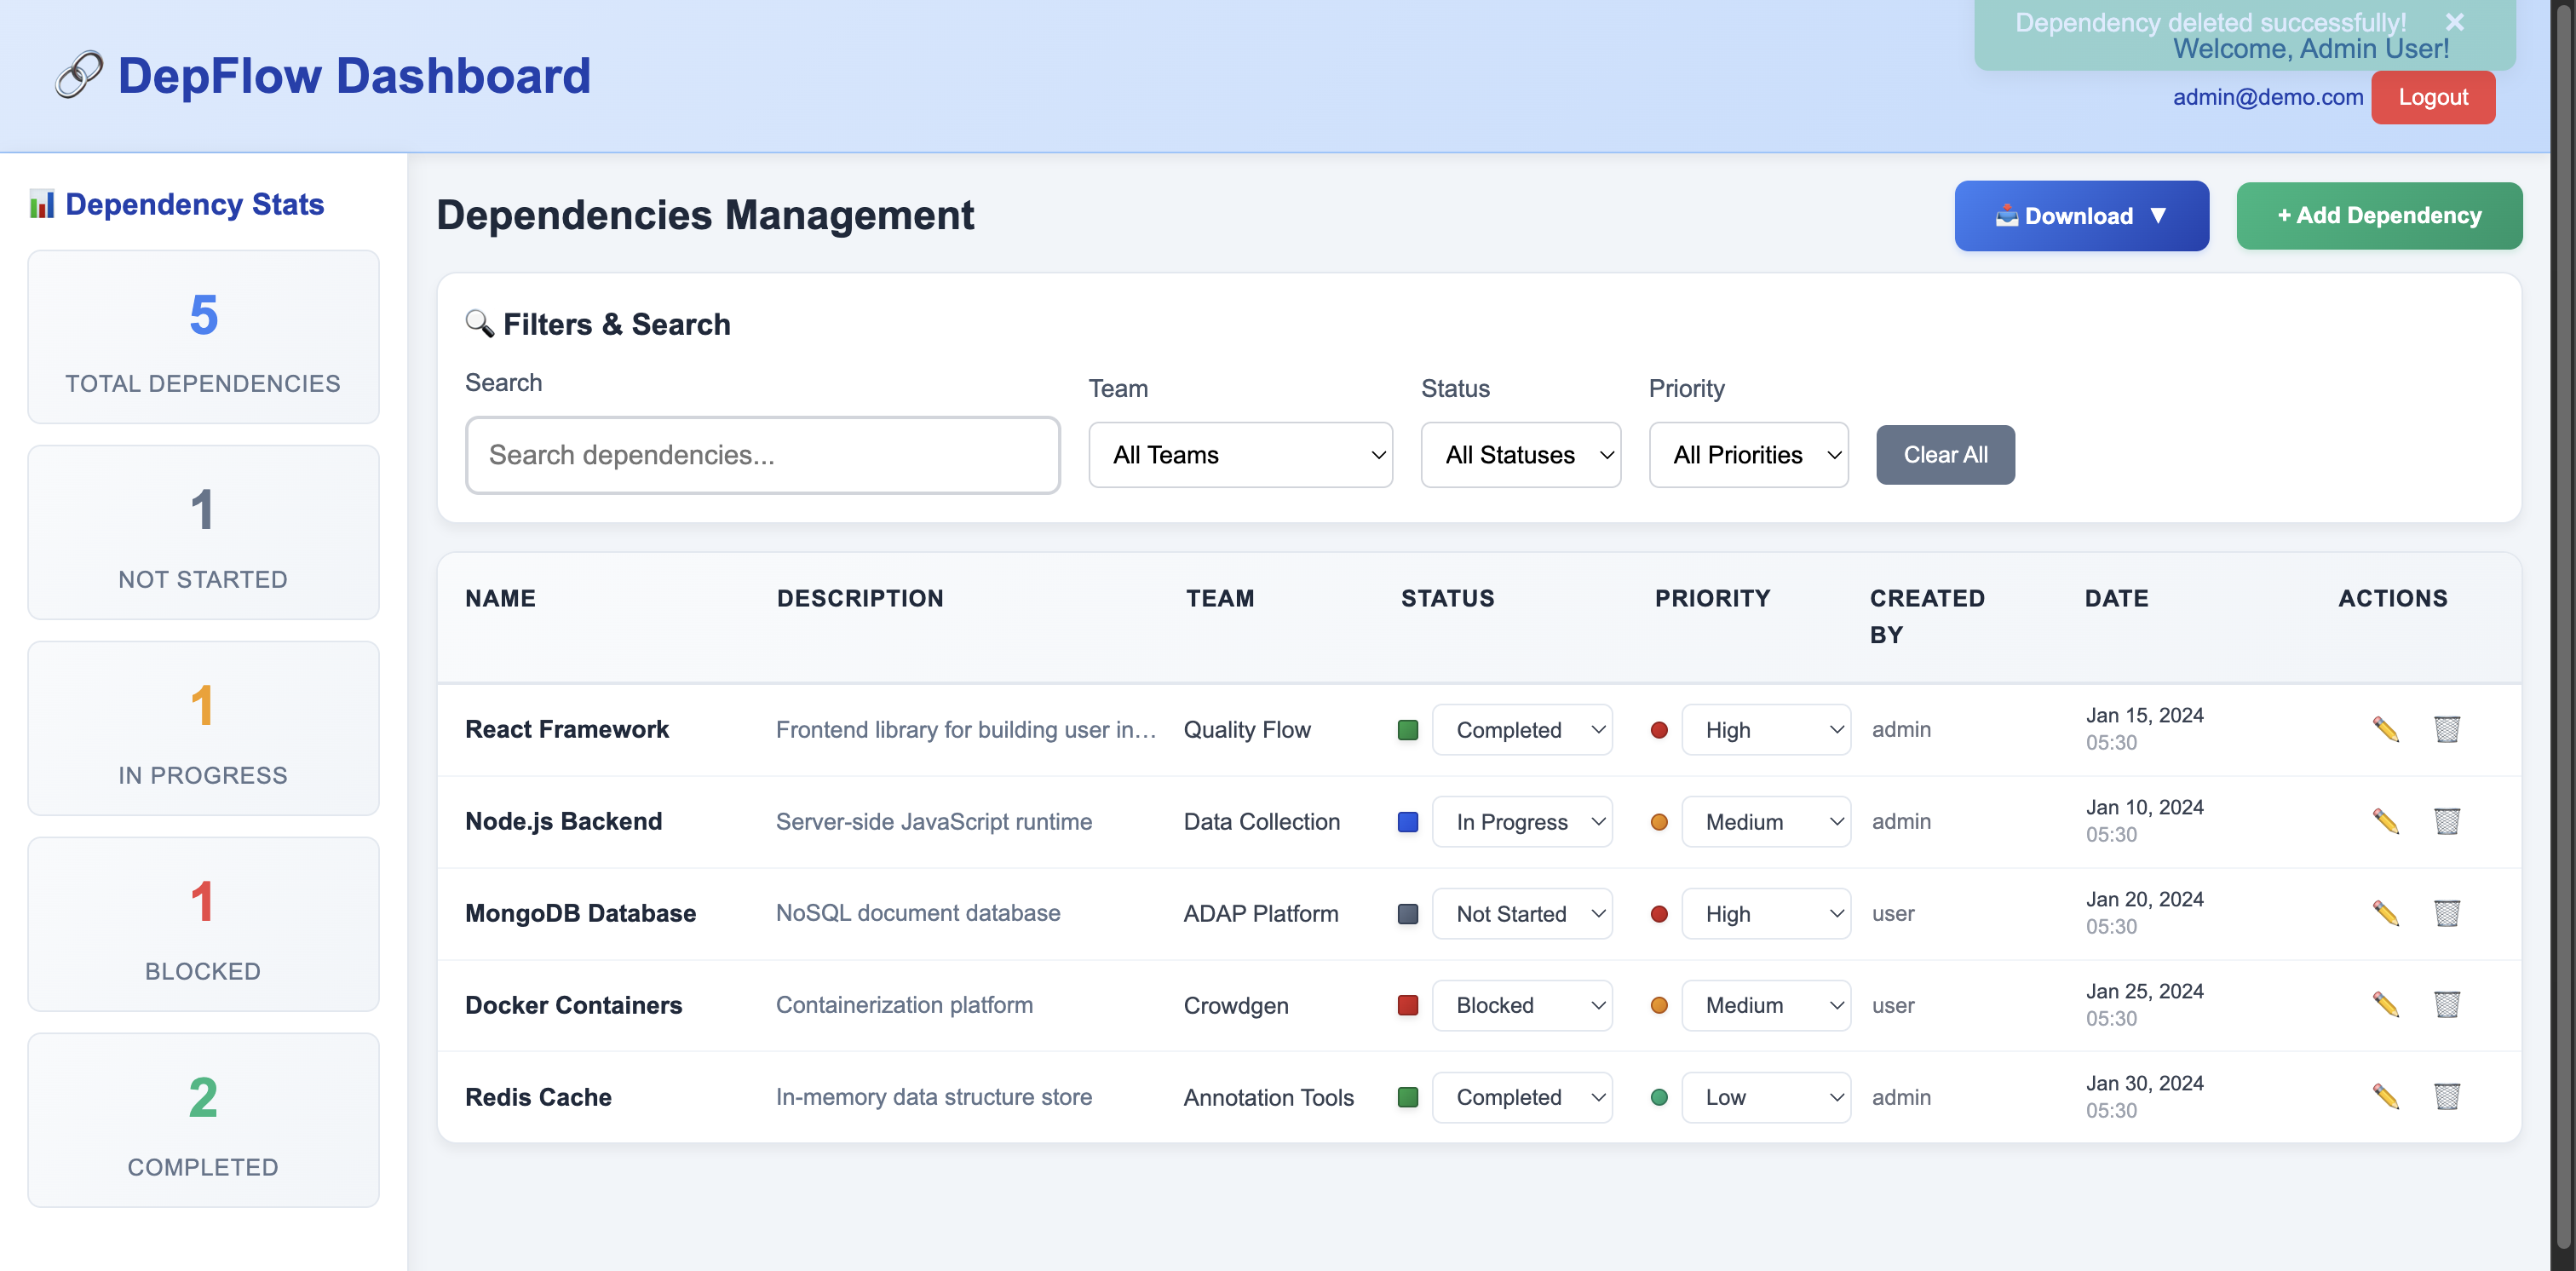 DepFlow Dashboard
Dependency deleted successfully! ×
Welcome, Admin User!
admin@demo.com Logout
Dependency Stats
5
TOTAL DEPENDENCIES
1
NOT STARTED
1
IN PROGRESS
1
BLOCKED
2
COMPLETED
Dependencies Management
Download ▼
+ Add Dependency
Filters & Search
Search
Search dependencies...
Team
All Teams
Status
All Statuses
Priority
All Priorities
Clear All
NAME DESCRIPTION TEAM STATUS PRIORITY CREATED BY DATE ACTIONS
React Framework Frontend library for building user in... Quality Flow Completed High admin Jan 15, 2024 05:30
Node.js Backend Server-side JavaScript runtime Data Collection In Progress Medium admin Jan 10, 2024 05:30
MongoDB Database NoSQL document database ADAP Platform Not Started High user Jan 20, 2024 05:30
Docker Containers Containerization platform Crowdgen Blocked Medium user Jan 25, 2024 05:30
Redis Cache In-memory data structure store Annotation Tools Completed Low admin Jan 30, 2024 05:30